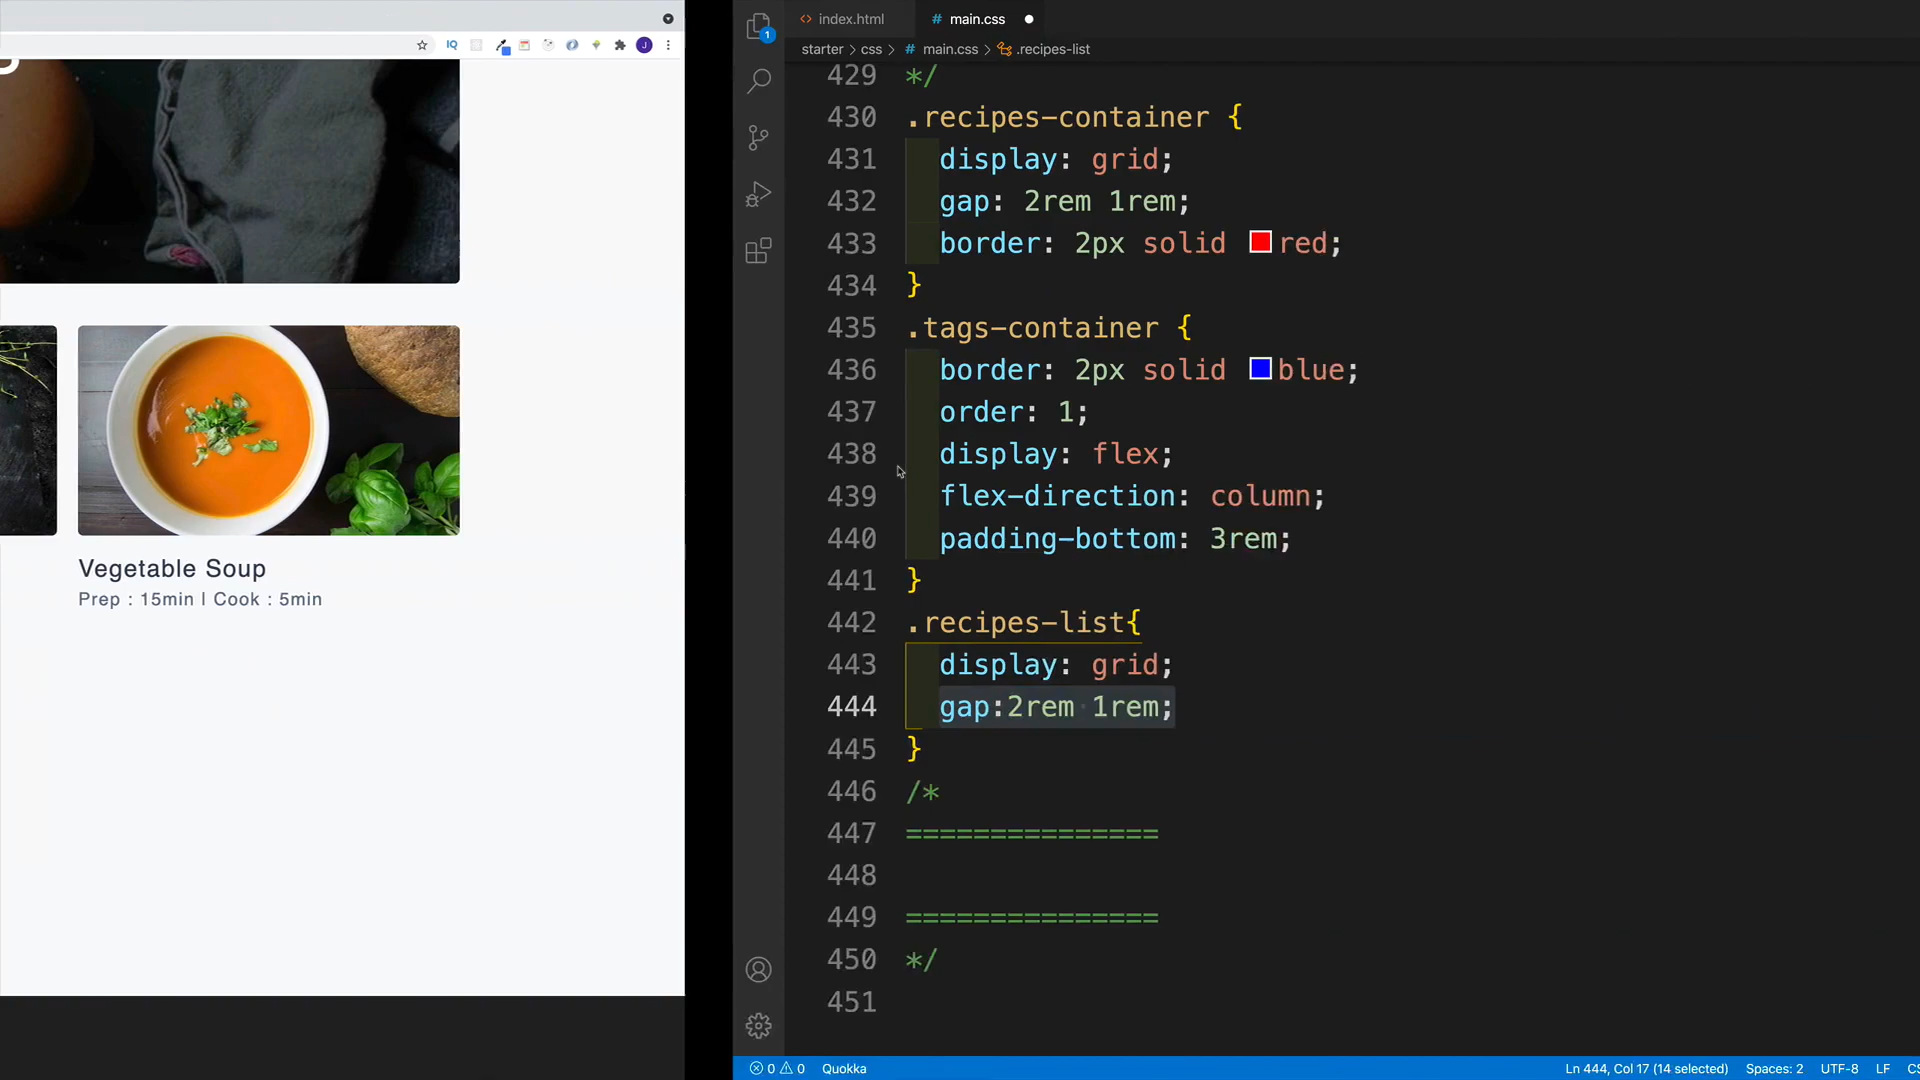 IQ
J
Vegetable Soup
Prep : 15min | Cook : 5min
1
<> index.html
# main.css
starter > css > # main.css > .recipes-list
429 */
430 .recipes-container {
431 display: grid;
432 gap: 2rem 1rem;
433 border: 2px solid red;
434 }
435 .tags-container {
436 border: 2px solid blue;
437 order: 1;
438 display: flex;
439 flex-direction: column;
440 padding-bottom: 3rem;
441 }
442 .recipes-list{
443 display: grid;
444 gap:2rem 1rem;
445 }
446 /*
447 ===============
448
449 ===============
450 */
451
0 0 Quokka
Ln 444, Col 17 (14 selected) Spaces: 2 UTF-8 LF